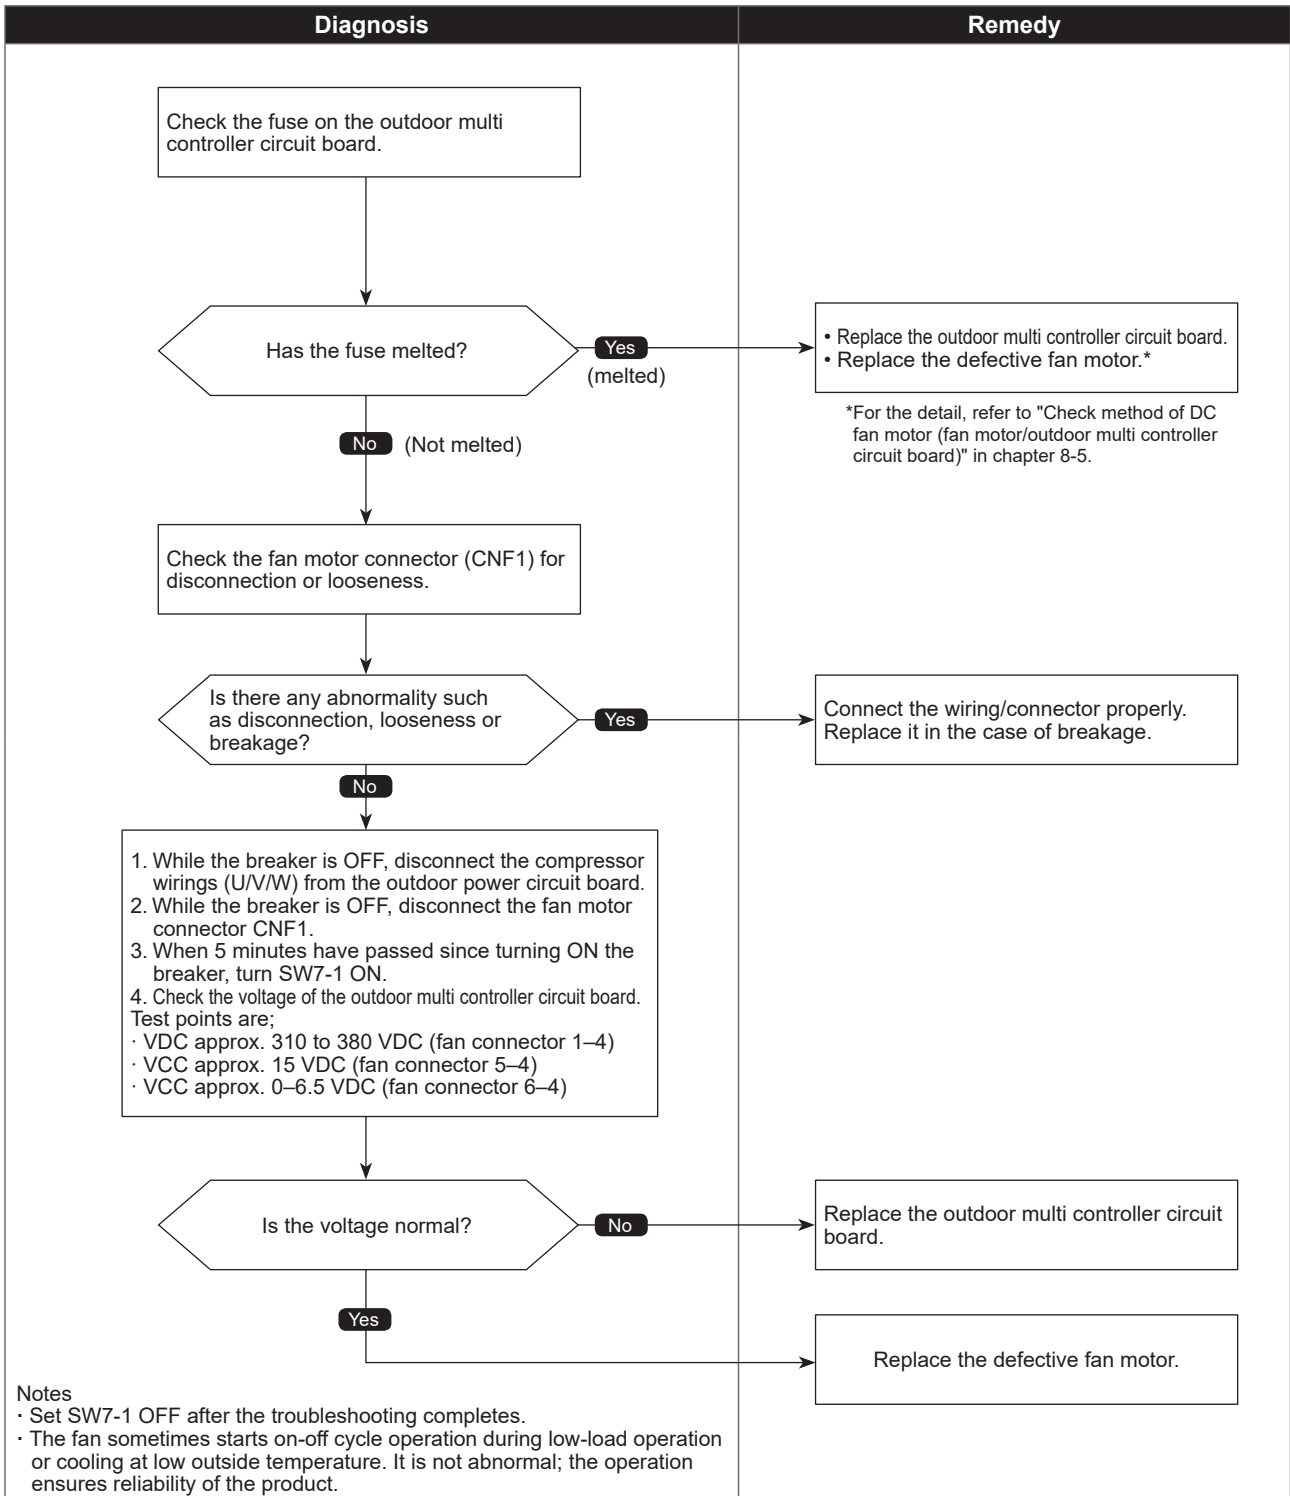 Diagnosis
Remedy
Check the fuse on the outdoor multi
controller circuit board.
Has the fuse melted?
Yes
(melted)
• Replace the outdoor multi controller circuit board.
• Replace the defective fan motor.*
*For the detail, refer to "Check method of DC
fan motor (fan motor/outdoor multi controller
circuit board)" in chapter 8-5.
No (Not melted)
Check the fan motor connector (CNF1) for
disconnection or looseness.
Is there any abnormality such
as disconnection, looseness or
breakage?
Yes
Connect the wiring/connector properly.
Replace it in the case of breakage.
No
1. While the breaker is OFF, disconnect the compressor
wirings (U/V/W) from the outdoor power circuit board.
2. While the breaker is OFF, disconnect the fan motor
connector CNF1.
3. When 5 minutes have passed since turning ON the
breaker, turn SW7-1 ON.
4. Check the voltage of the outdoor multi controller circuit board.
Test points are;
· VDC approx. 310 to 380 VDC (fan connector 1–4)
· VCC approx. 15 VDC (fan connector 5–4)
· VCC approx. 0–6.5 VDC (fan connector 6–4)
Is the voltage normal?
No
Replace the outdoor multi controller circuit
board.
Yes
Replace the defective fan motor.
Notes
· Set SW7-1 OFF after the troubleshooting completes.
· The fan sometimes starts on-off cycle operation during low-load operation
or cooling at low outside temperature. It is not abnormal; the operation
ensures reliability of the product.